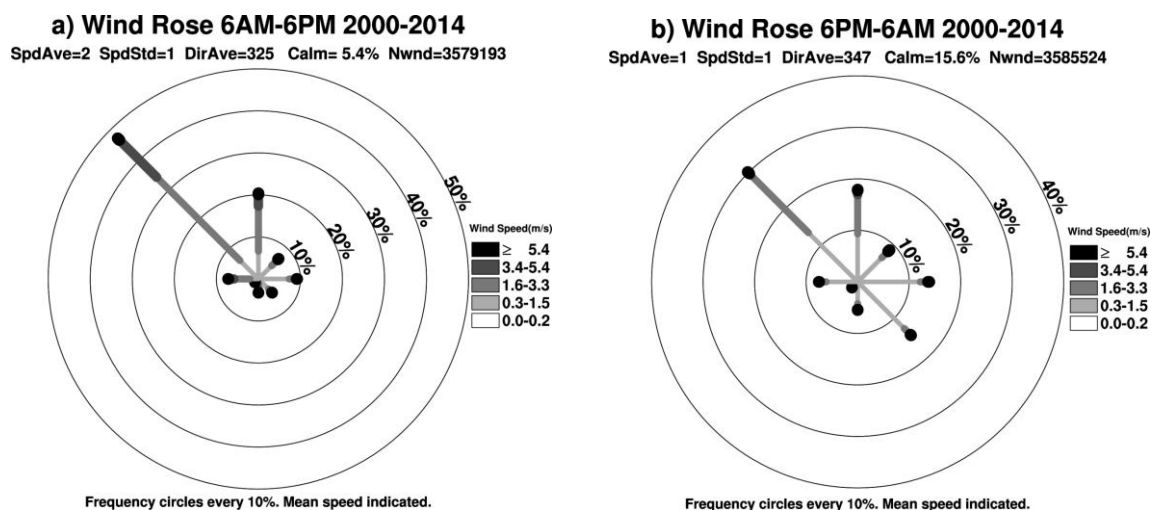 a) Wind Rose 6AM-6PM 2000-2014
SpdAve=2 SpdStd=1 DirAve=325 Calm= 5.4% Nwnd=3579193
50%
40%
30%
20%
10%
Wind Speed(m/s)
≥ 5.4
3.4-5.4
1.6-3.3
0.3-1.5
0.0-0.2
Frequency circles every 10%. Mean speed indicated.
b) Wind Rose 6PM-6AM 2000-2014
SpdAve=1 SpdStd=1 DirAve=347 Calm=15.6% Nwnd=3585524
40%
30%
20%
10%
Wind Speed(m/s)
≥ 5.4
3.4-5.4
1.6-3.3
0.3-1.5
0.0-0.2
Frequency circles every 10%. Mean speed indicated.